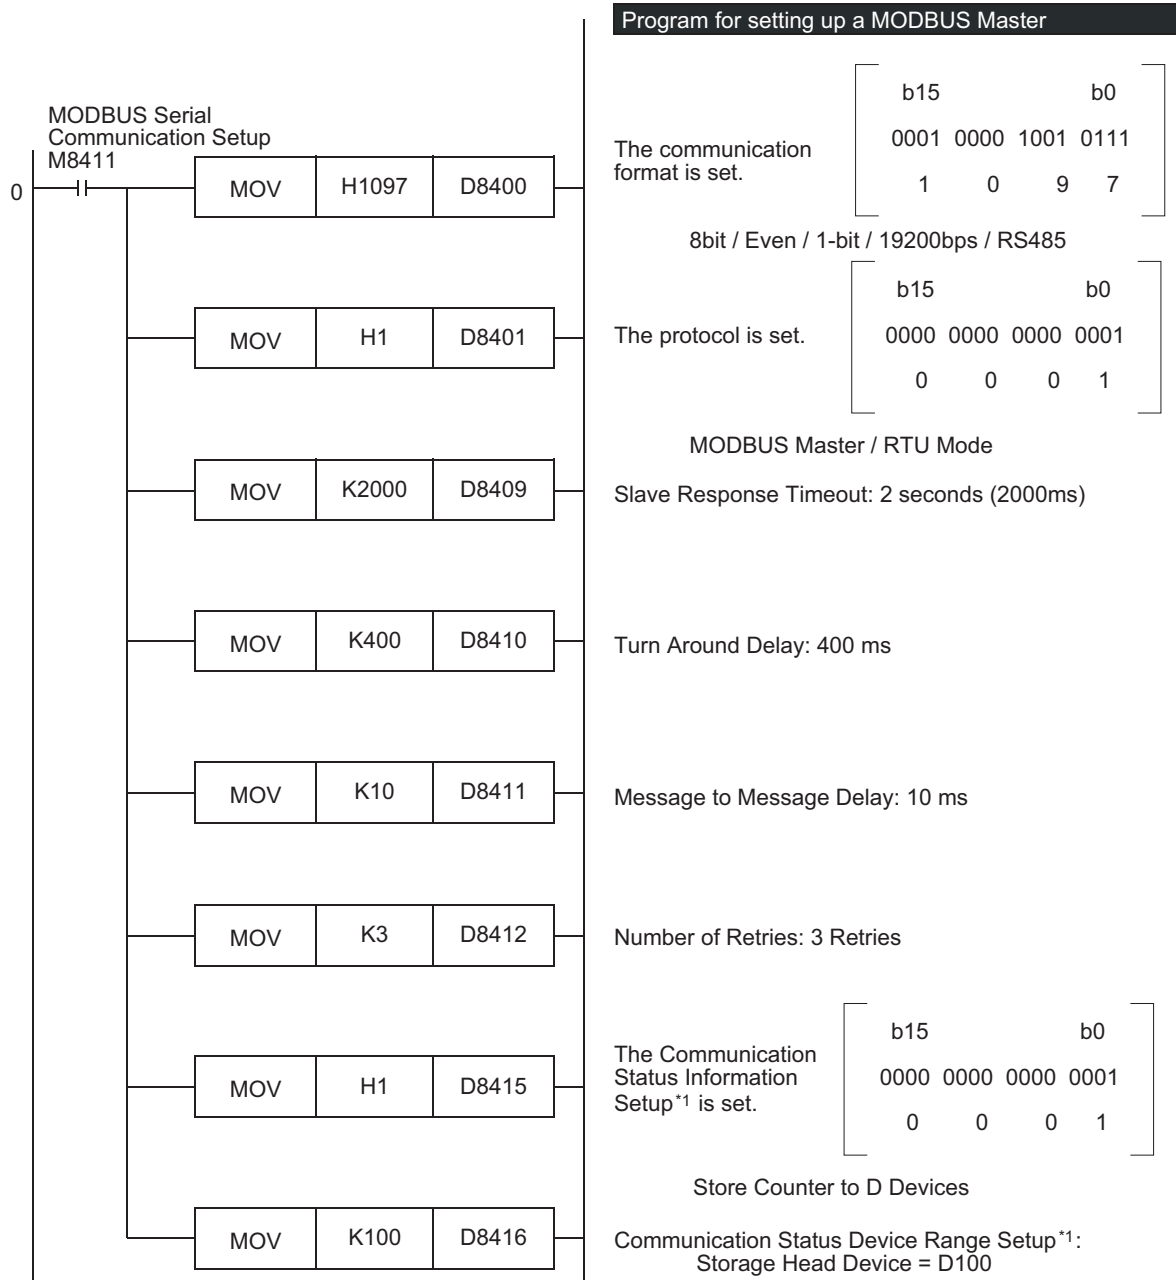 Program for setting up a MODBUS Master
MODBUS Serial
Communication Setup
M8411
0
MOV H1097 D8400
The communication
format is set.
b15 b0
0001 0000 1001 0111
1 0 9 7
8bit / Even / 1-bit / 19200bps / RS485
MOV H1 D8401
The protocol is set.
b15 b0
0000 0000 0000 0001
0 0 0 1
MODBUS Master / RTU Mode
MOV K2000 D8409
Slave Response Timeout: 2 seconds (2000ms)
MOV K400 D8410
Turn Around Delay: 400 ms
MOV K10 D8411
Message to Message Delay: 10 ms
MOV K3 D8412
Number of Retries: 3 Retries
MOV H1 D8415
The Communication
Status Information
Setup*1 is set.
b15 b0
0000 0000 0000 0001
0 0 0 1
Store Counter to D Devices
MOV K100 D8416
Communication Status Device Range Setup*1:
Storage Head Device = D100